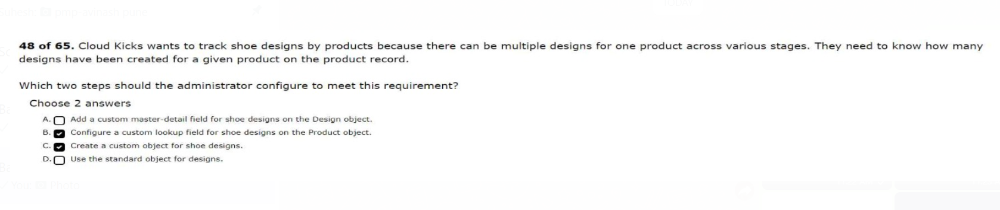 48 of 65. Cloud Kicks wants to track shoe designs by products because there can be multiple designs for one product across various stages. They need to know how many
designs have been created for a given product on the product record.
Which two steps should the administrator configure to meet this requirement?
Choose 2 answers
A. Add a custom master-detail field for shoe designs on the Design object.
B. Configure a custom lookup field for shoe designs on the Product object.
C. Create a custom object for shoe designs.
D. Use the standard object for designs.
You: Photo